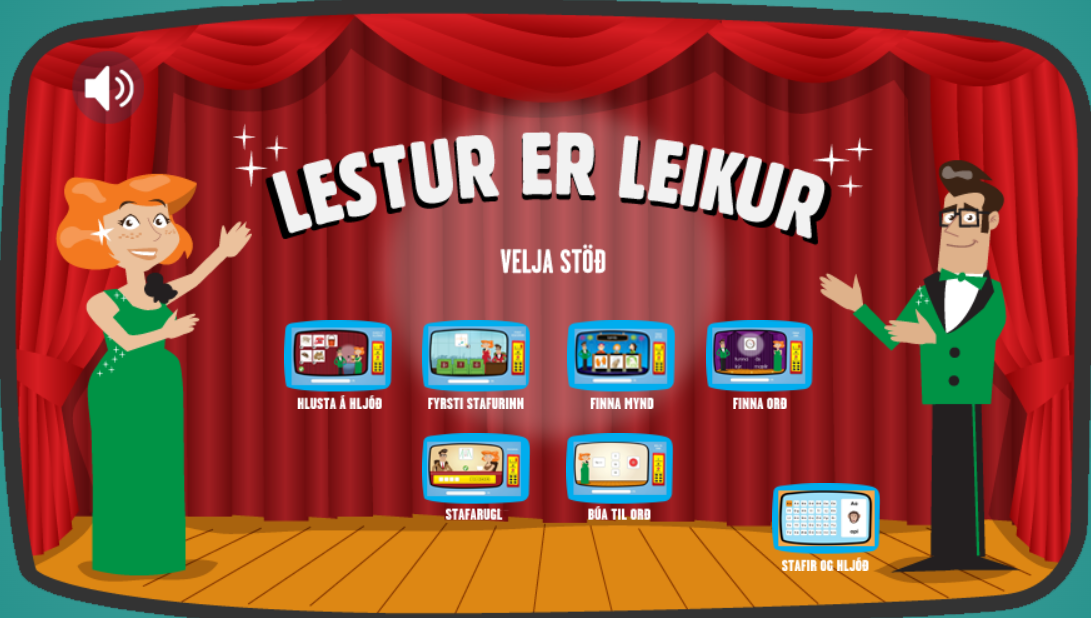 LESTUR ER LEIKUR
VELJA STÖÐ
HLUSTA Á HLJÓÐ
FYRSTI STAFURINN
FINNA MYND
FINNA ORÐ
STAFARUGL
BÚA TIL ORÐ
STAFIR OG HLJÓÐ